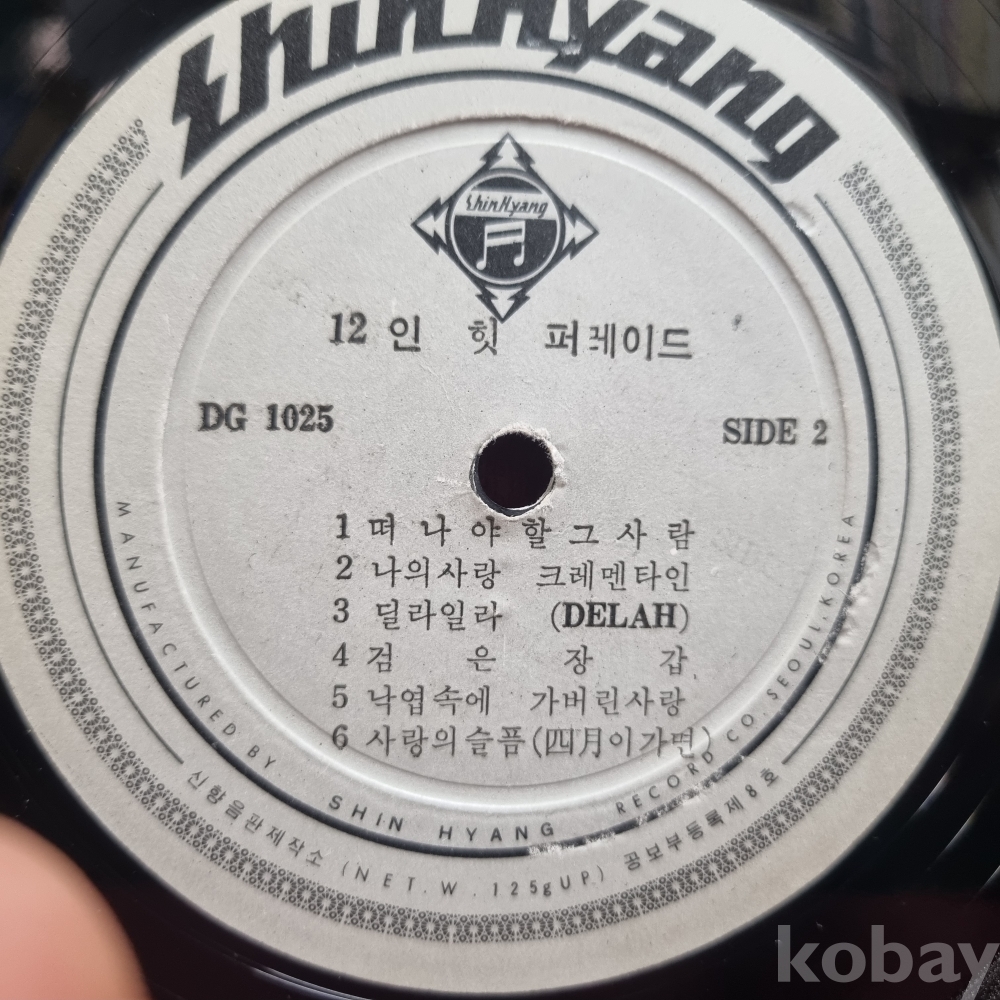 ShinHyang
ShinHyang
12 인 힛 퍼레이드
DG 1025
SIDE 2
1 떠나야할그사람
2 나의사랑 크레멘타인
3 딜라일라 (DELAH)
4 검은장갑
5 낙엽속에 가버린사랑
6 사랑의슬픔(四月이가면)
MANUFACTURED BY SHIN HYANG RECORD CO. SEOUL. KOREA
신향음판제작소 (NET. W. 125g UP) 공보부등록제8호
kobay